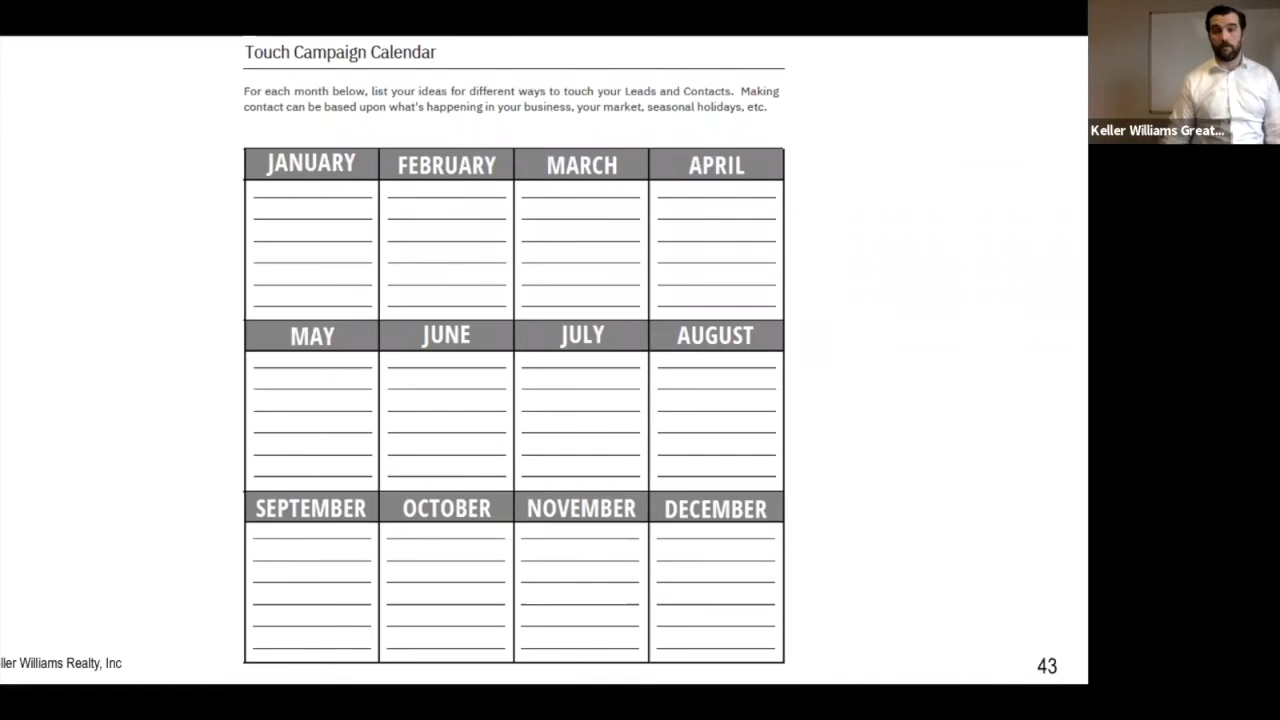 Touch Campaign Calendar
For each month below, list your ideas for different ways to touch your Leads and Contacts. Making
contact can be based upon what's happening in your business, your market, seasonal holidays, etc.
JANUARY FEBRUARY MARCH APRIL
MAY JUNE JULY AUGUST
SEPTEMBER OCTOBER NOVEMBER DECEMBER
ller Williams Realty, Inc
43
Keller Williams Great...